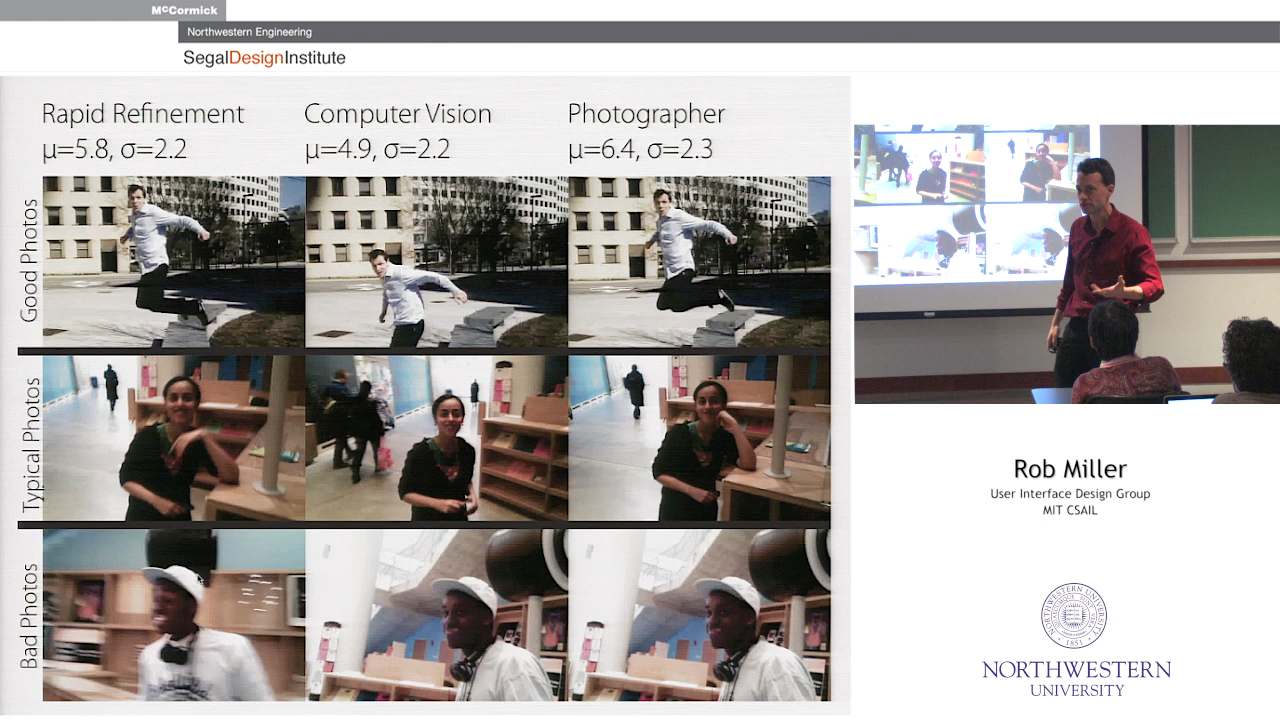 McCormick
Northwestern Engineering
SegalDesignInstitute
Rapid Refinement
μ=5.8, σ=2.2
Computer Vision
μ=4.9, σ=2.2
Photographer
μ=6.4, σ=2.3
Good Photos
Typical Photos
Bad Photos
Rob Miller
User Interface Design Group
MIT CSAIL
1851
NORTHWESTERN
UNIVERSITY